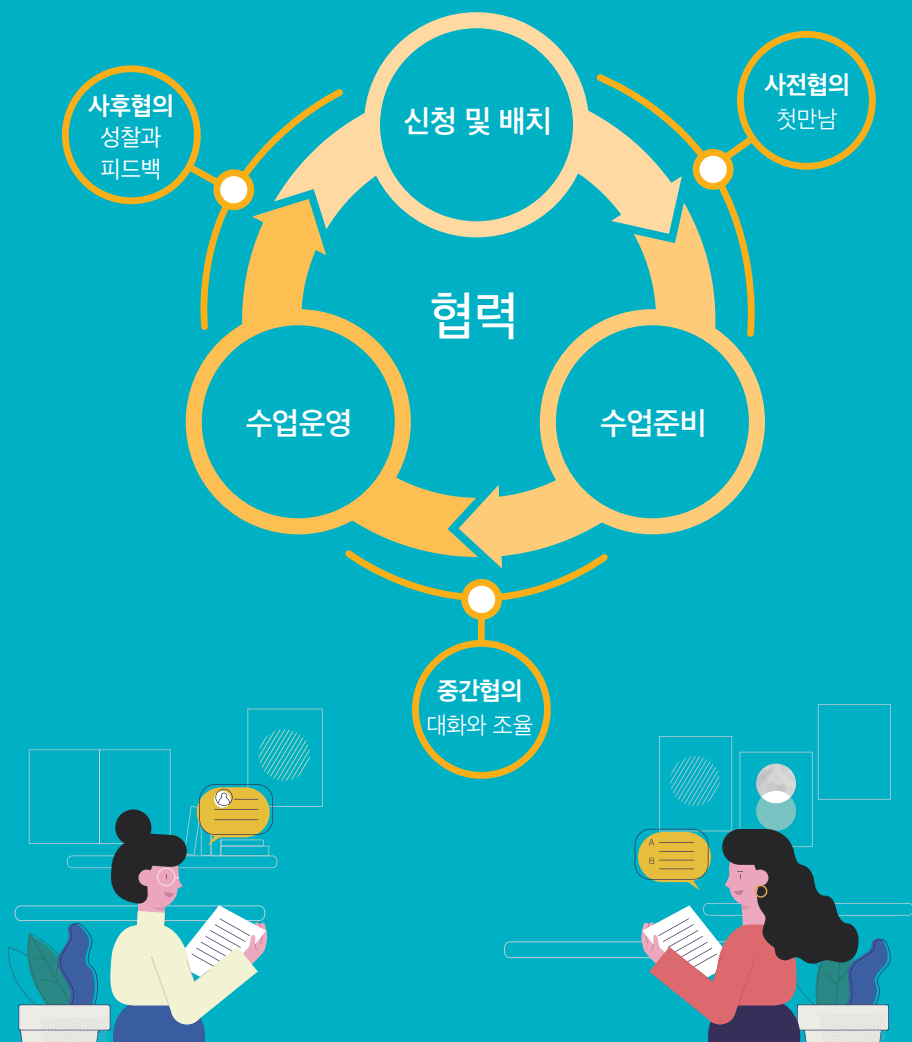 신청 및 배치
사전협의
첫만남
사후협의
성찰과
피드백
협력
수업운영
수업준비
중간협의
대화와 조율
A
B